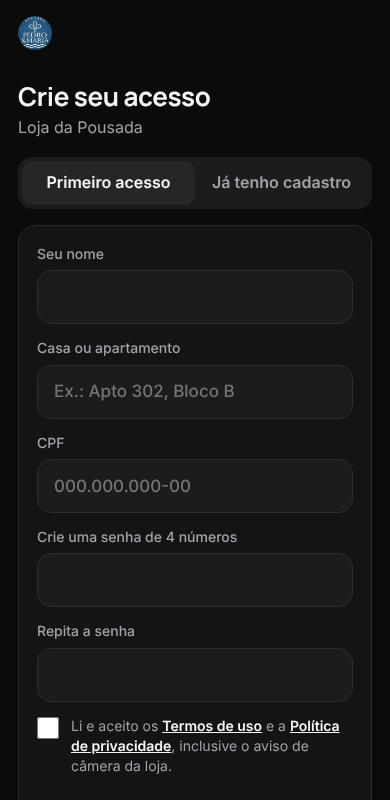 POUSADA
PEDRO
&MARIA
Crie seu acesso
Loja da Pousada
Primeiro acesso
Já tenho cadastro
Seu nome
Casa ou apartamento
Ex.: Apto 302, Bloco B
CPF
000.000.000-00
Crie uma senha de 4 números
Repita a senha
Li e aceito os Termos de uso e a Política
de privacidade, inclusive o aviso de
câmera da loja.